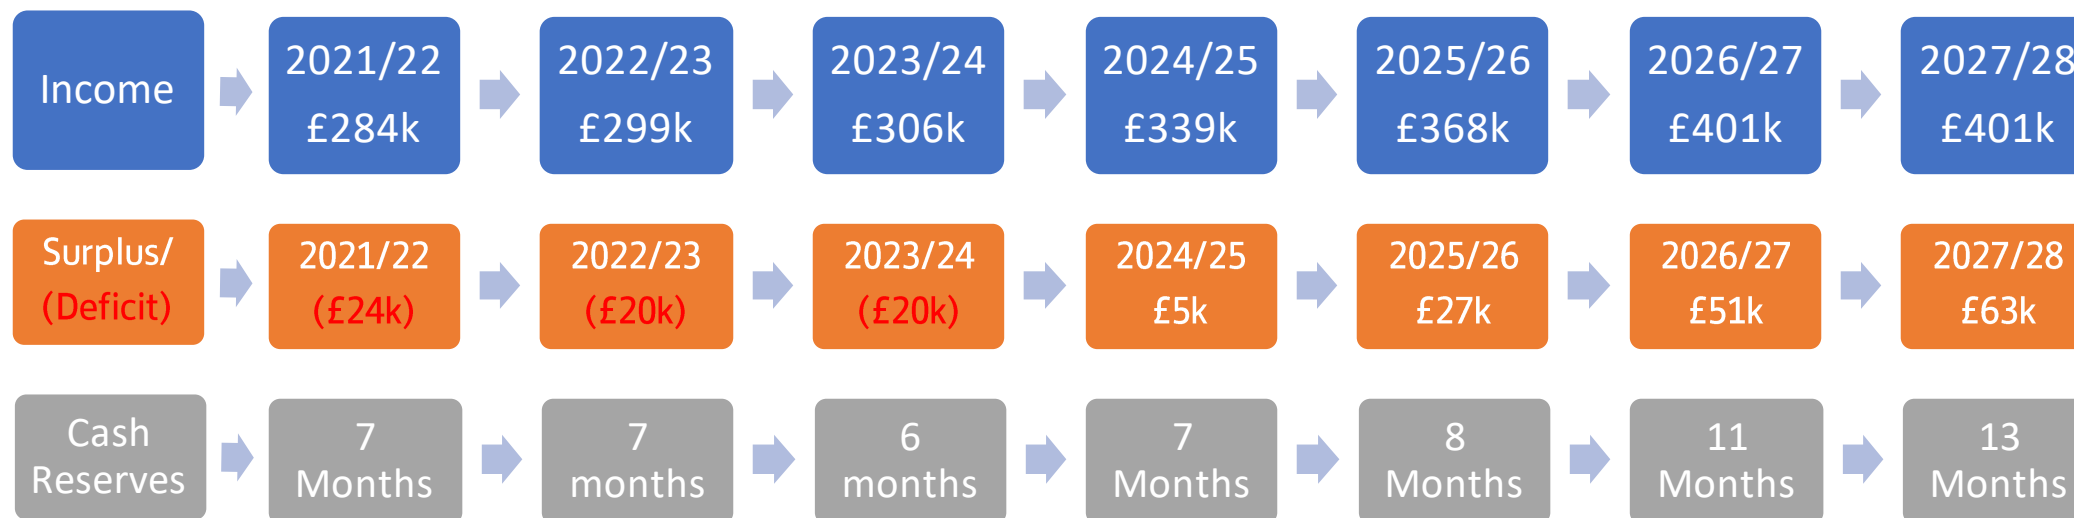 Income
2021/22
£284k
2022/23
£299k
2023/24
£306k
2024/25
£339k
2025/26
£368k
2026/27
£401k
2027/28
£401k
Surplus/
(Deficit)
2021/22
(£24k)
2022/23
(£20k)
2023/24
(£20k)
2024/25
£5k
2025/26
£27k
2026/27
£51k
2027/28
£63k
Cash
Reserves
7
Months
7
months
6
months
7
Months
8
Months
11
Months
13
Months